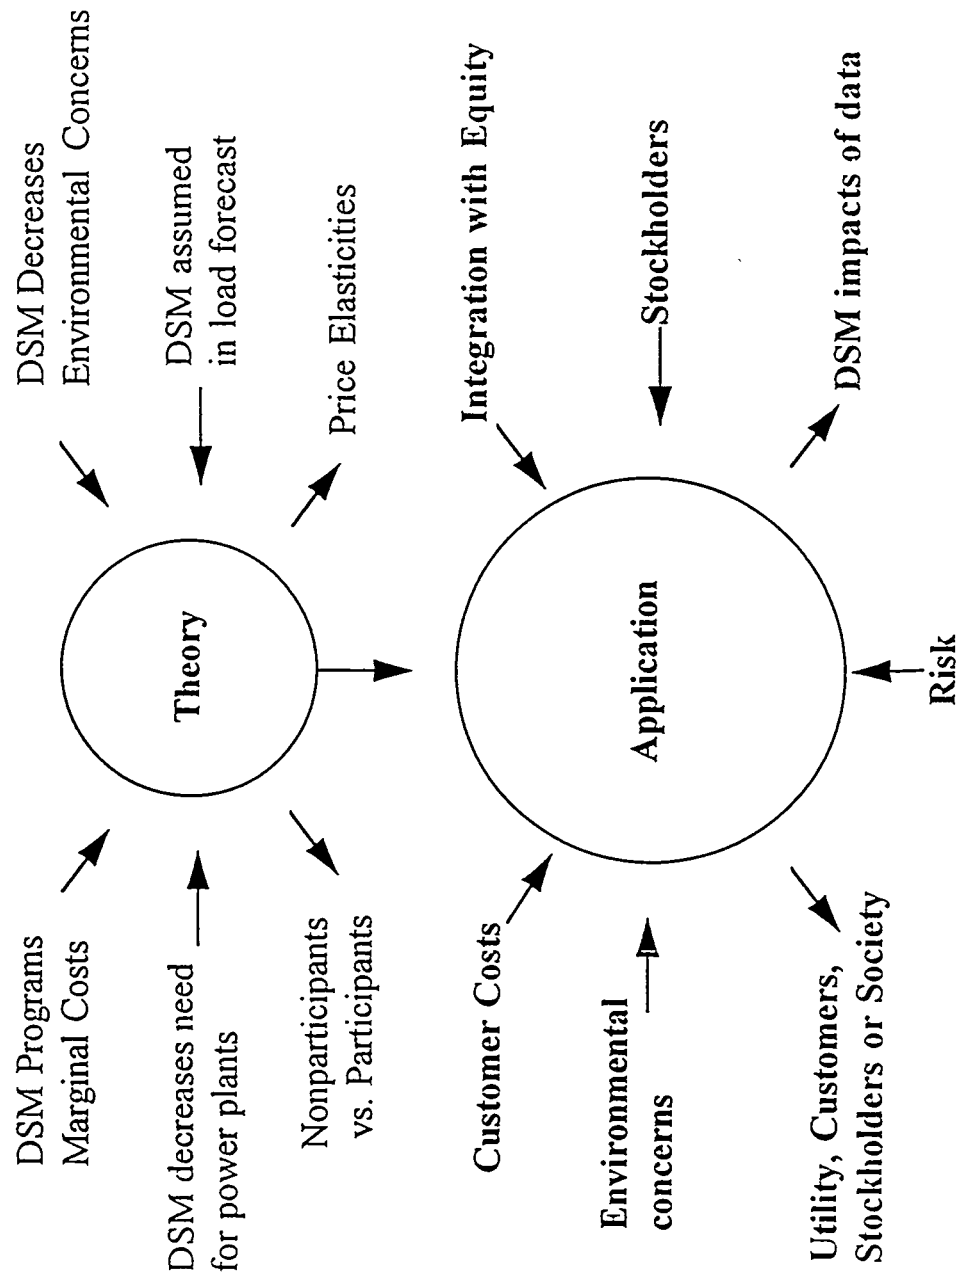 DSM Programs
Marginal Costs
DSM decreases need
for power plants
Nonparticipants
vs. Participants
Theory
DSM Decreases
Environmental Concerns
DSM assumed
in load forecast
Price Elasticities
Customer Costs
Environmental
concerns
Utility, Customers,
Stockholders or Society
Application
Risk
Integration with Equity
Stockholders
DSM impacts of data